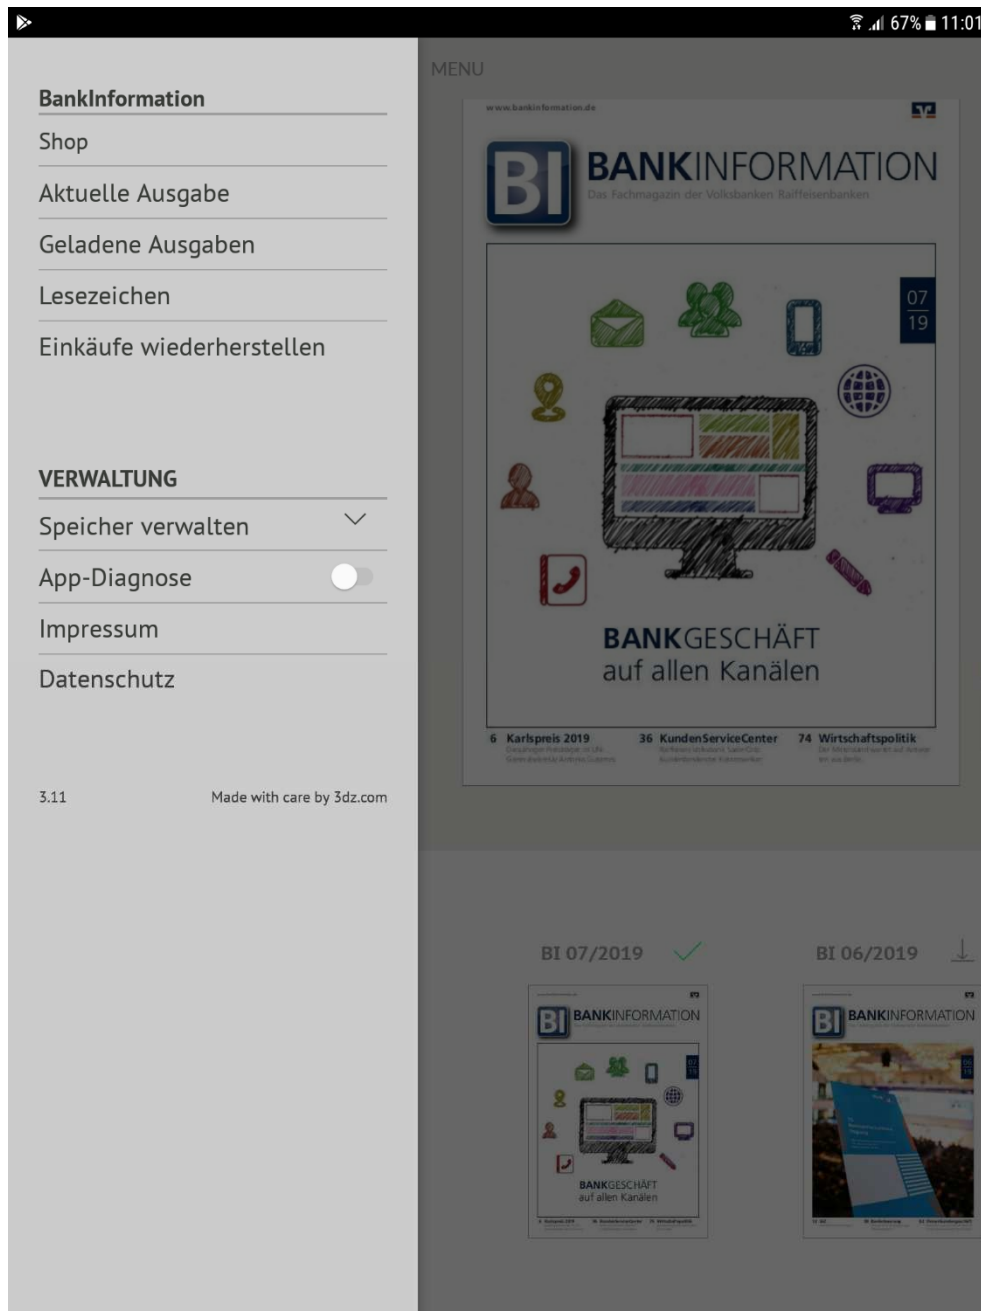 67% 11:01
BankInformation
Shop
Aktuelle Ausgabe
Geladene Ausgaben
Lesezeichen
Einkäufe wiederherstellen
VERWALTUNG
Speicher verwalten
App-Diagnose
Impressum
Datenschutz
3.11 Made with care by 3dz.com
MENU
www.bankinformation.de
BI BANKINFORMATION
Das Fachmagazin der Volksbanken Raiffeisenbanken
07
19
BANKGESCHÄFT
auf allen Kanälen
6 Karlspreis 2019 36 KundenServiceCenter 74 Wirtschaftspolitik
BI 07/2019
BI BANKINFORMATION
07
19
BANKGESCHÄFT
auf allen Kanälen
BI 06/2019
BI BANKINFORMATION